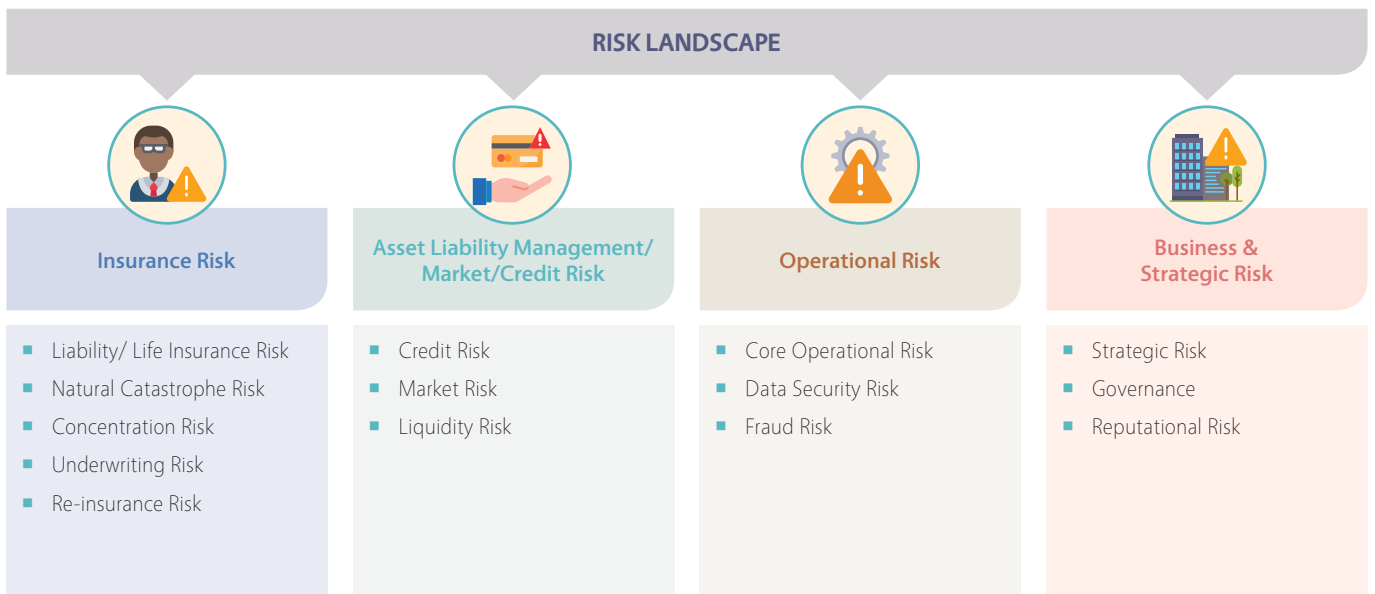 RISK LANDSCAPE
Insurance Risk
Liability/ Life Insurance Risk
Natural Catastrophe Risk
Concentration Risk
Underwriting Risk
Re-insurance Risk
Asset Liability Management/
Market/Credit Risk
Credit Risk
Market Risk
Liquidity Risk
Operational Risk
Core Operational Risk
Data Security Risk
Fraud Risk
Business &
Strategic Risk
Strategic Risk
Governance
Reputational Risk